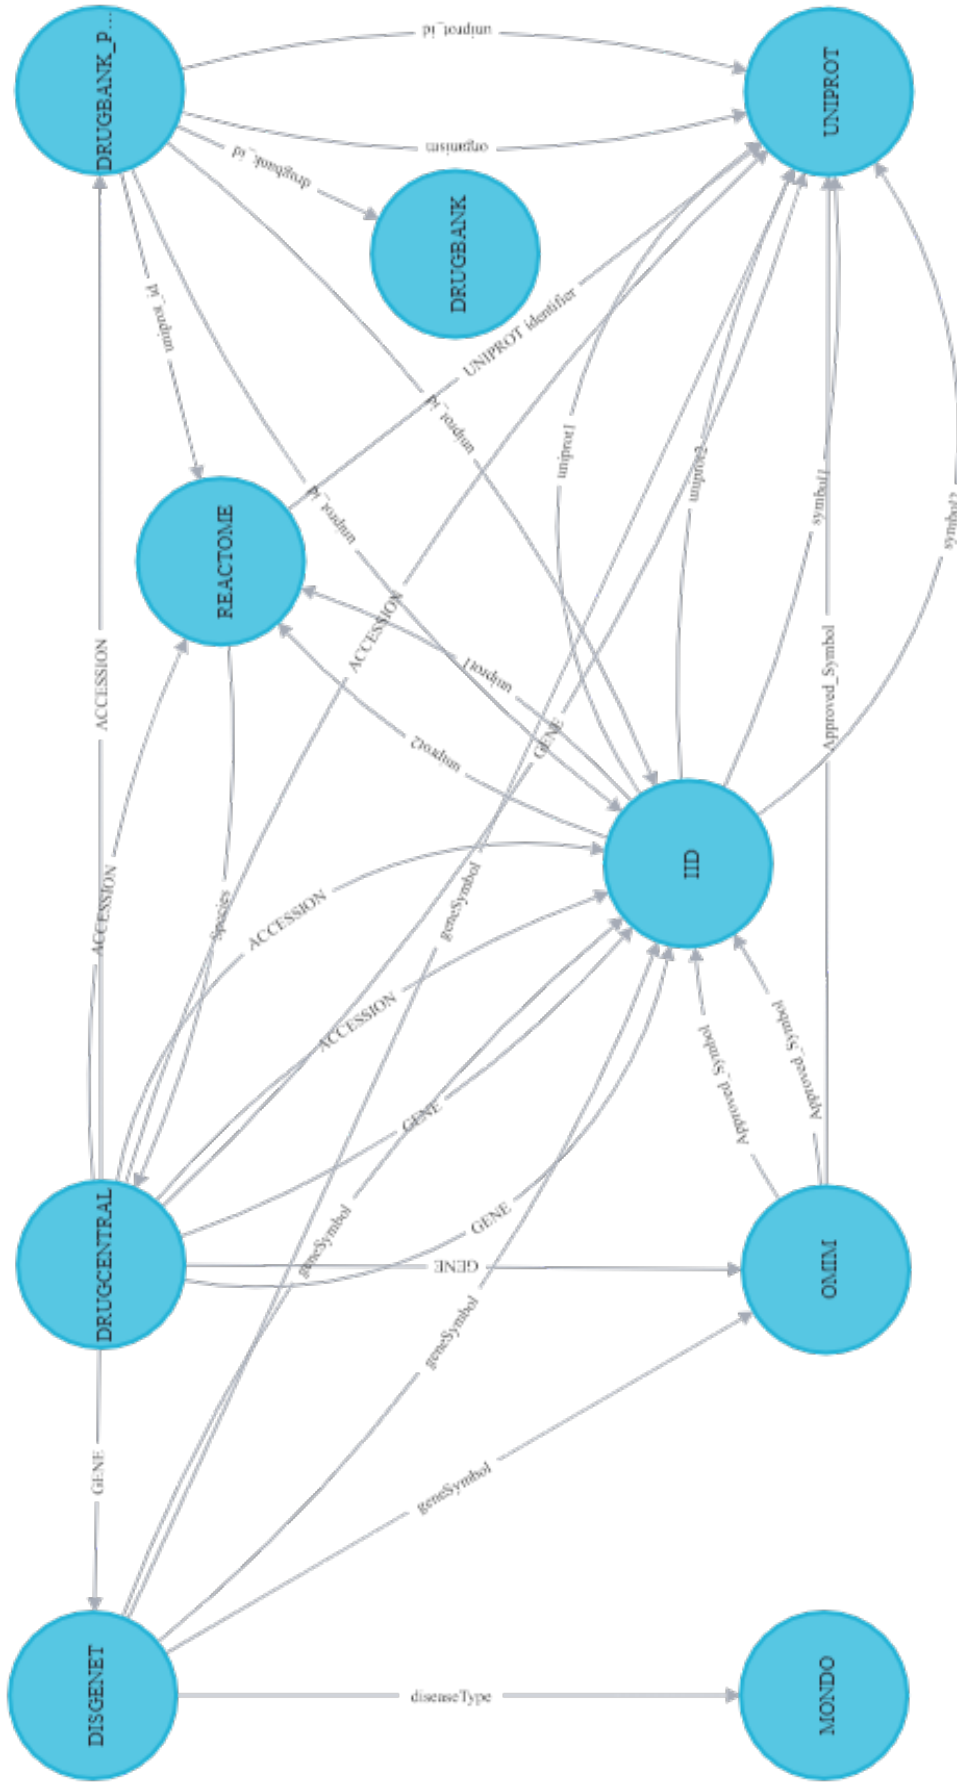 DRUGBANK_p...
uniprot_id
UNIPROT
organism
drugbank_id
DRUGBANK
uniprot_id
UNIPROT identifier
uniprot_id
uniprot1
uniprot2
symbol1
symbol2
uniprot_id
REACTOME
ACCESSION
ACCESSION
uniprot1
uniprot2
GENE
Approved_Symbol
ACCESSION
Species
geneSymbol
IID
ACCESSION
ACCESSION
GENE
Approved_Symbol
Approved_Symbol
DRUGCENTRAL
geneSymbol
GENE
GENE
OMIM
geneSymbol
GENE
geneSymbol
DISGENET
diseaseType
MONDO